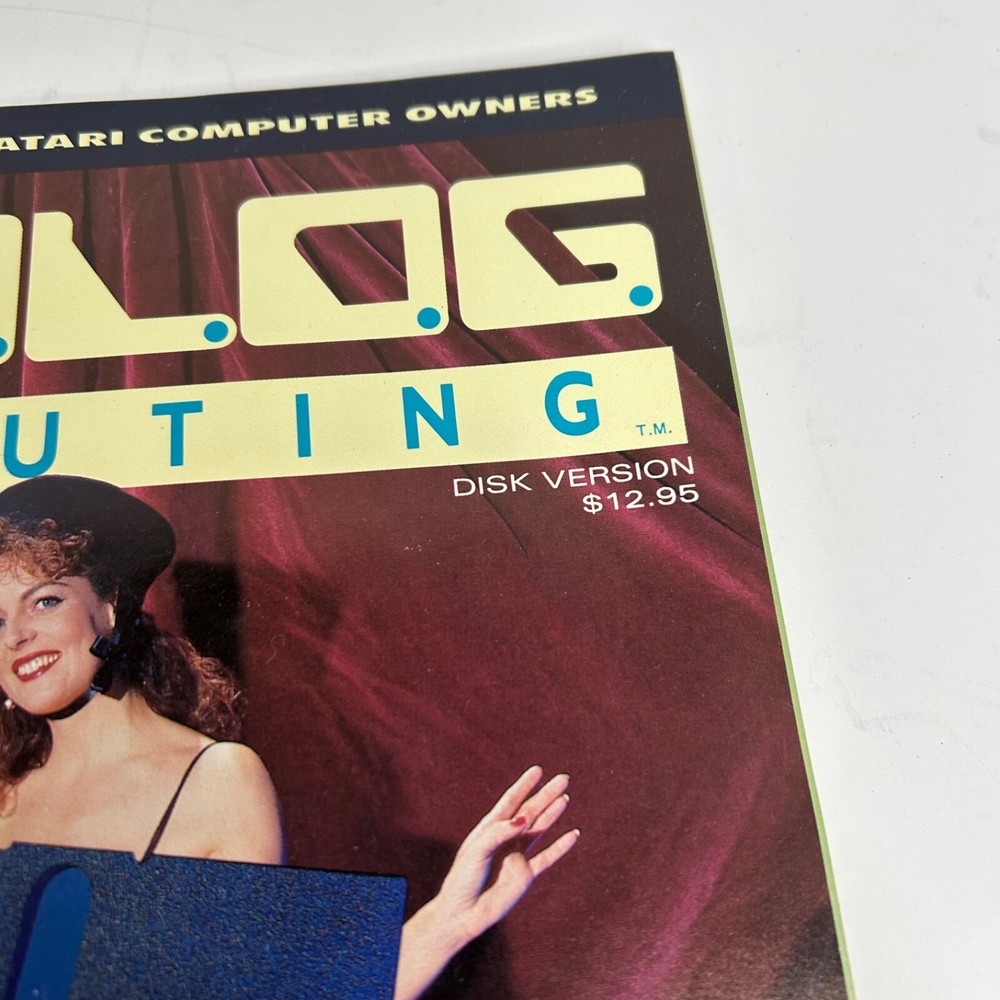 ATARI COMPUTER OWNERS
.L.O.G.
UTING T.M.
DISK VERSION
$12.95